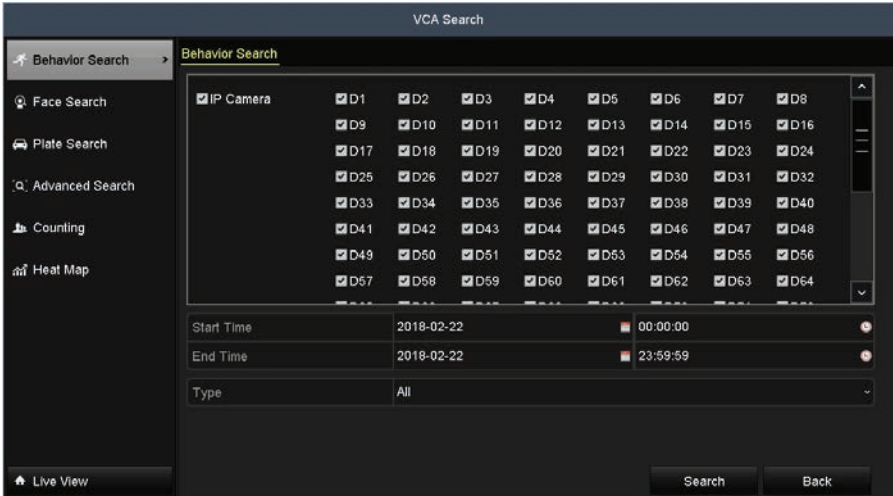 VCA Search
Behavior Search
Face Search
Plate Search
Advanced Search
Counting
Heat Map
Live View
Behavior Search
IP Camera D1 D2 D3 D4 D5 D6 D7 D8
D9 D10 D11 D12 D13 D14 D15 D16
D17 D18 D19 D20 D21 D22 D23 D24
D25 D26 D27 D28 D29 D30 D31 D32
D33 D34 D35 D36 D37 D38 D39 D40
D41 D42 D43 D44 D45 D46 D47 D48
D49 D50 D51 D52 D53 D54 D55 D56
D57 D58 D59 D60 D61 D62 D63 D64
Start Time 2018-02-22 00:00:00
End Time 2018-02-22 23:59:59
Type All
Search Back